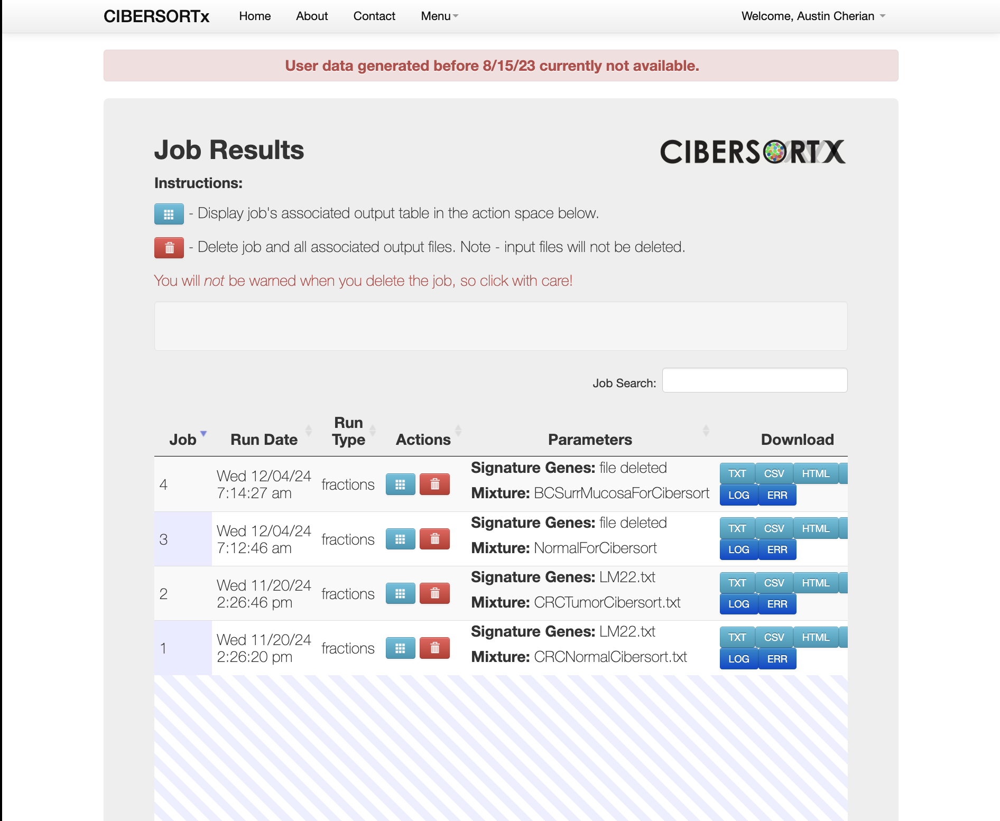 CIBERSORTx Home About Contact Menu Welcome, Austin Cherian
User data generated before 8/15/23 currently not available.
Job Results
CIBERSORTX
Instructions:
- Display job's associated output table in the action space below.
- Delete job and all associated output files. Note - input files will not be deleted.
You will not be warned when you delete the job, so click with care!
Job Search:
Job Run Date Run Type Actions Parameters Download
4 Wed 12/04/24 7:14:27 am fractions Signature Genes: file deleted TXT CSV HTML
Mixture: BCSurrMucosaForCibersort LOG ERR
3 Wed 12/04/24 7:12:46 am fractions Signature Genes: file deleted TXT CSV HTML
Mixture: NormalForCibersort LOG ERR
2 Wed 11/20/24 2:26:46 pm fractions Signature Genes: LM22.txt TXT CSV HTML
Mixture: CRCTumorCibersort.txt LOG ERR
1 Wed 11/20/24 2:26:20 pm fractions Signature Genes: LM22.txt TXT CSV HTML
Mixture: CRCNormalCibersort.txt LOG ERR